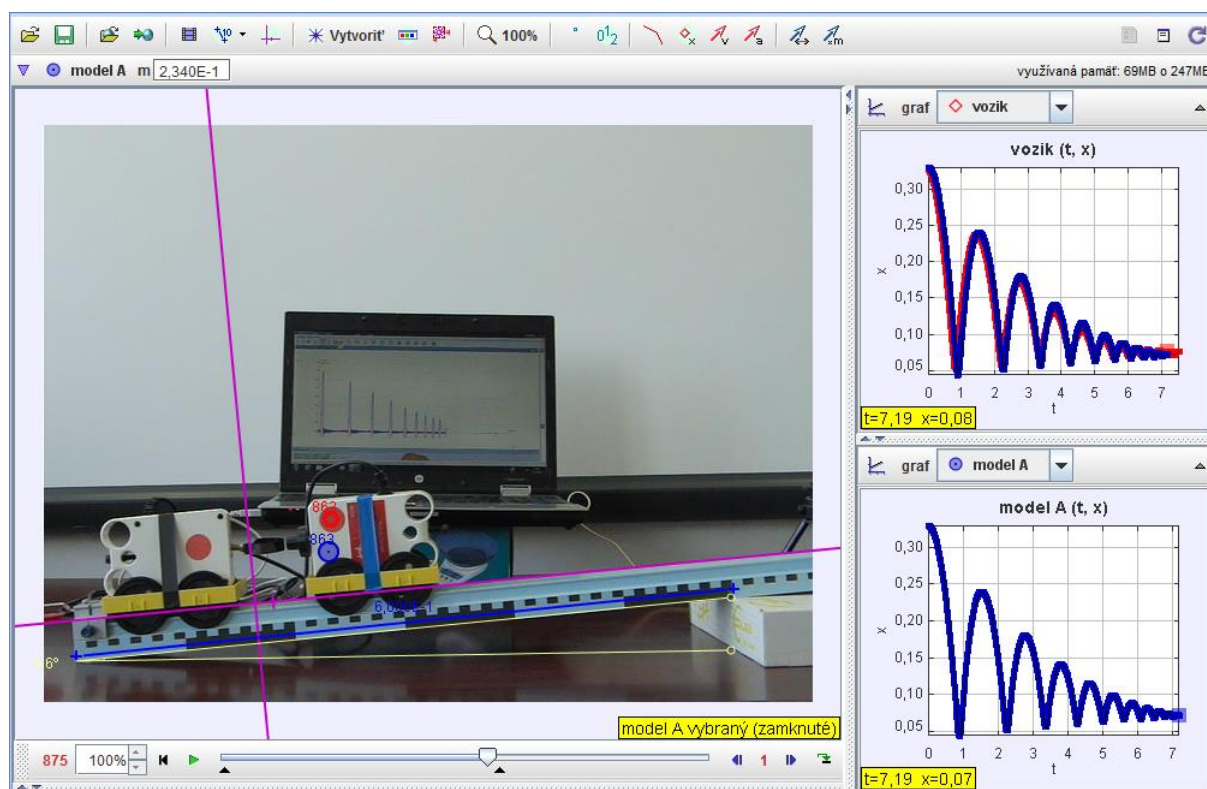 Vytvoriť 100%
model A m 2,340E-1 využívaná pamäť: 69MB o 247MB
graf vozik
vozik (t, x)
0,30
0,25
0,20
0,15
0,10
0,05
x
0 1 2 3 4 5 6 7
t
t=7,19 x=0,08
graf model A
model A (t, x)
0,30
0,25
0,20
0,15
0,10
0,05
x
0 1 2 3 4 5 6 7
t
t=7,19 x=0,07
863
863
model A vybraný (zamknuté)
875 100% 1